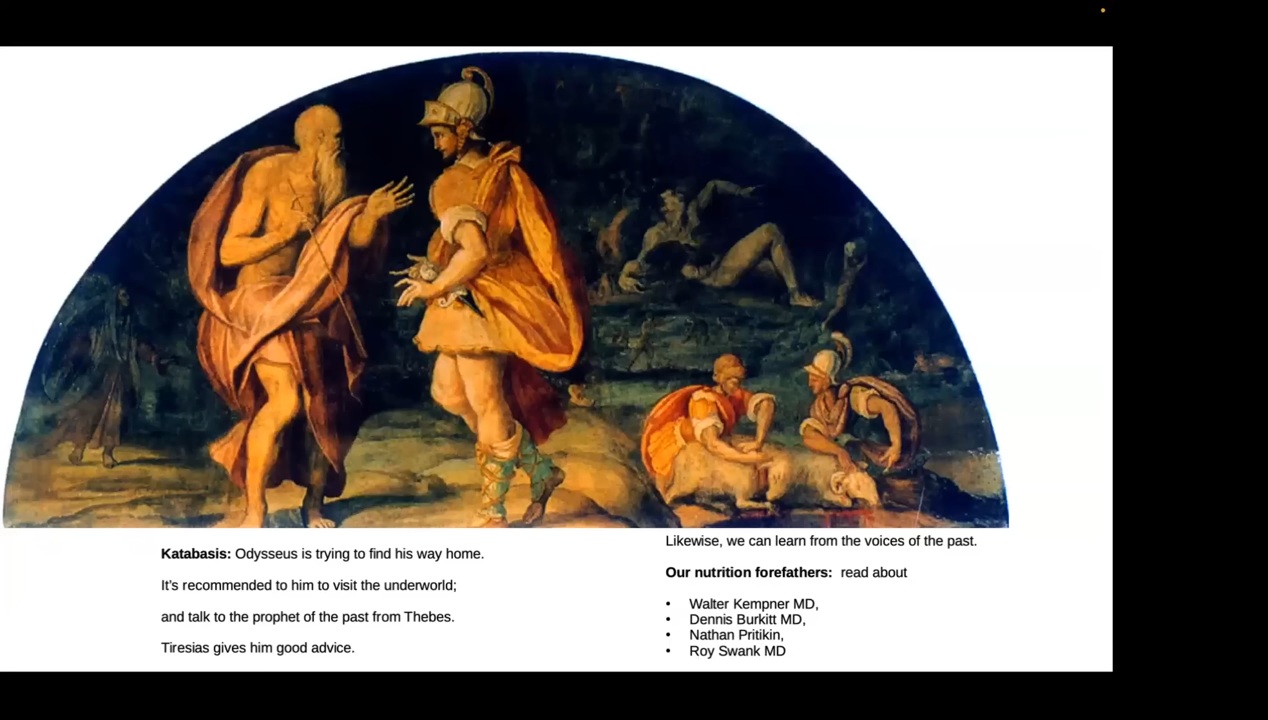 Katabasis: Odysseus is trying to find his way home.
It's recommended to him to visit the underworld;
and talk to the prophet of the past from Thebes.
Tiresias gives him good advice.
Likewise, we can learn from the voices of the past.
Our nutrition forefathers: read about
• Walter Kempner MD,
• Dennis Burkitt MD,
• Nathan Pritikin,
• Roy Swank MD